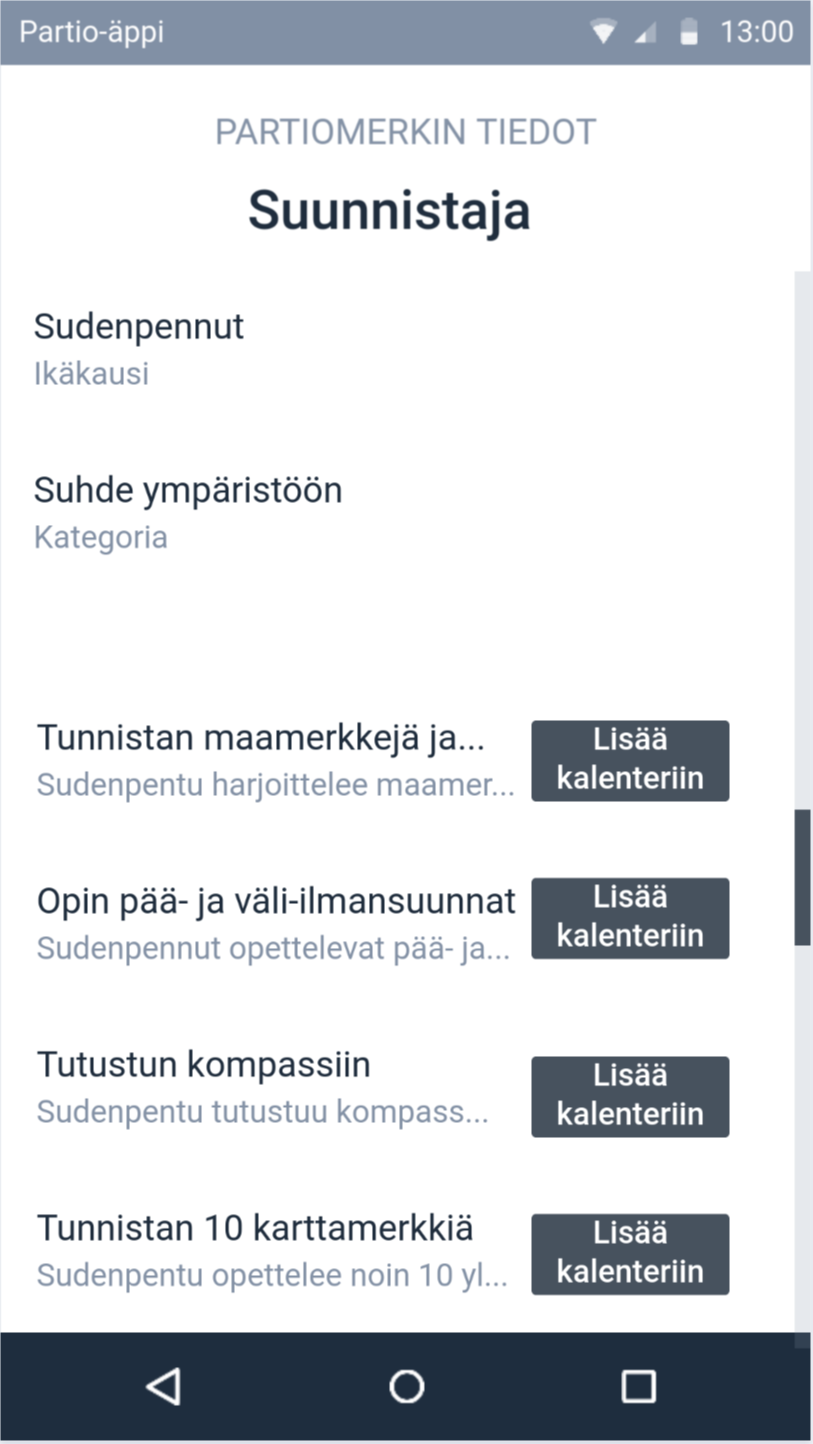 Partio-äppi 13:00
PARTIOMERKIN TIEDOT
Suunnistaja
Sudenpennut
Ikäkausi
Suhde ympäristöön
Kategoria
Tunnistan maamerkkejä ja...
Sudenpentu harjoittelee maamer...
Lisää
kalenteriin
Opin pää- ja väli-ilmansuunnat
Sudenpennut opettelevat pää- ja...
Lisää
kalenteriin
Tutustun kompassiin
Sudenpentu tutustuu kompass...
Lisää
kalenteriin
Tunnistan 10 karttamerkkiä
Sudenpentu opettelee noin 10 yl...
Lisää
kalenteriin